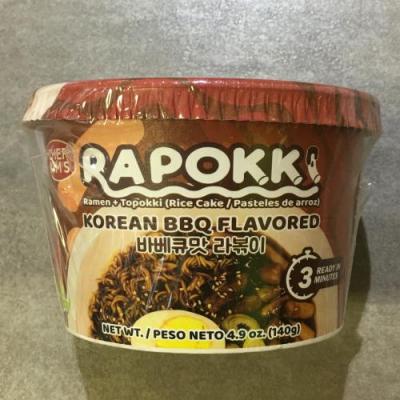 RAPOKKI
Ramen + Topokki (Rice Cake / Pasteles de arroz)
KOREAN BBQ FLAVORED
바베큐맛 라볶이
3 READY IN
MINUTES
NET WT. / PESO NETO 4.9 oz. (140g)